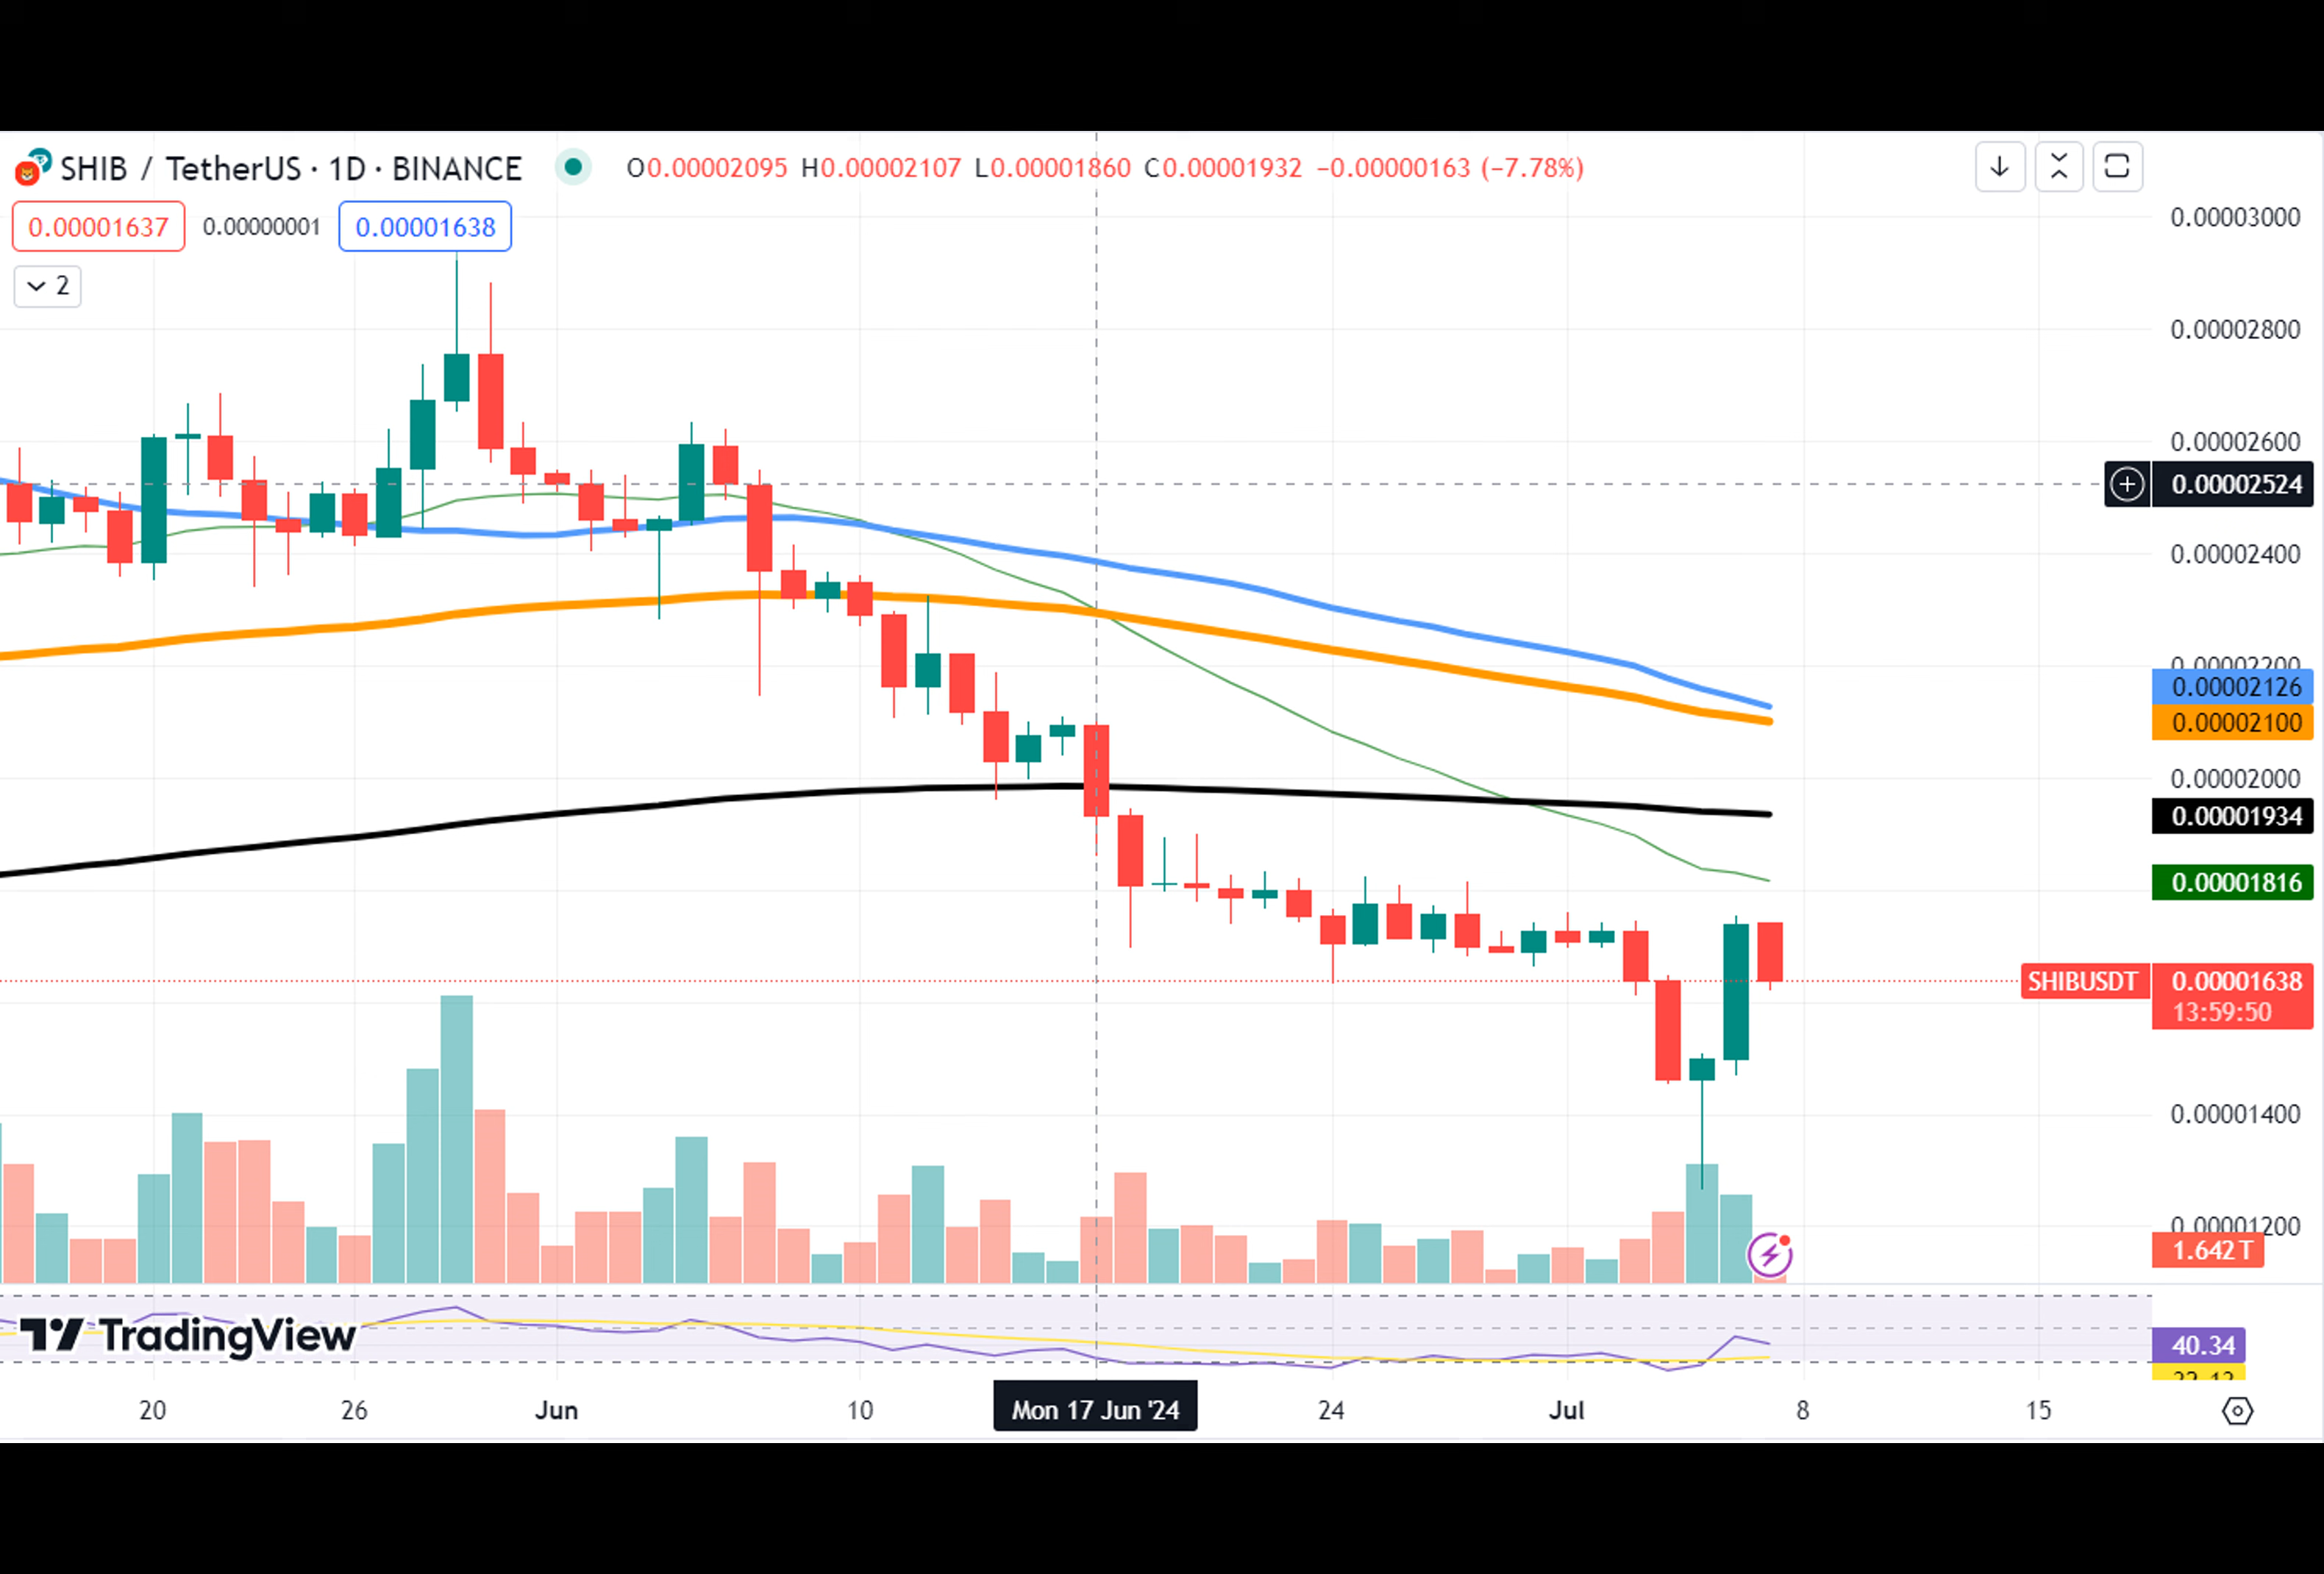 SHIB / TetherUS · 1D · BINANCE O0.00002095 H0.00002107 L0.00001860 C0.00001932 −0.00000163 (−7.78%)
0.00001637 0.00000001 0.00001638
2
0.00003000
0.00002800
0.00002600
0.00002524
0.00002400
0.00002200
0.00002126
0.00002100
0.00002000
0.00001934
0.00001816
SHIBUSDT 0.00001638
13:59:50
0.00001400
0.00001200
1.642T
TradingView
40.34
20 26 Jun 10 Mon 17 Jun '24 24 Jul 8 15